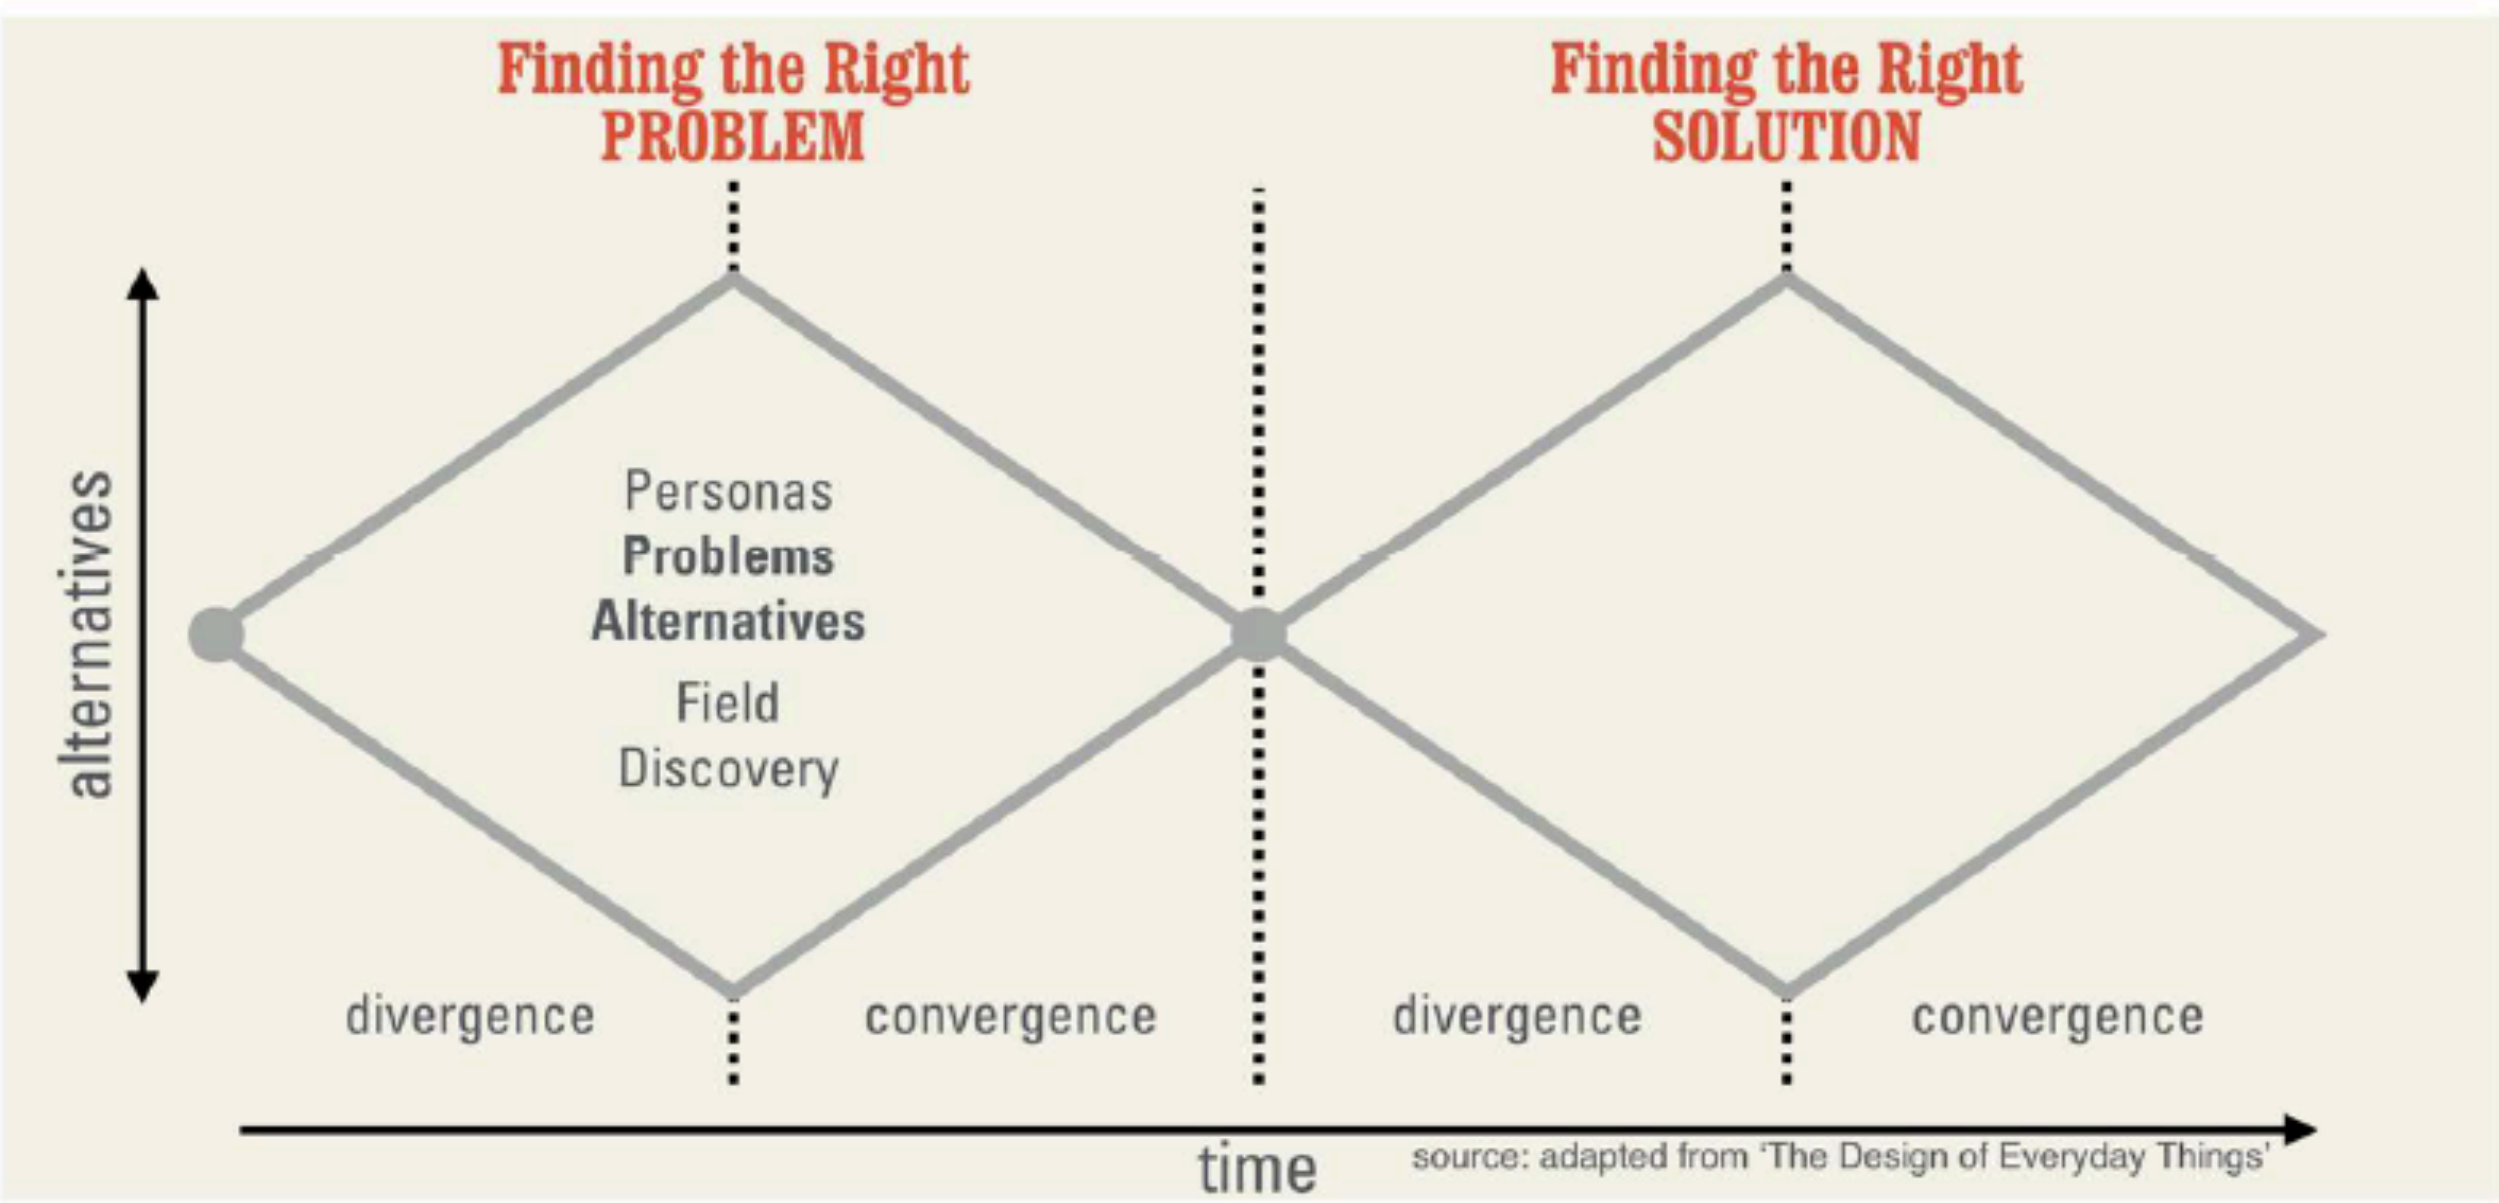 Finding the Right
PROBLEM
Finding the Right
SOLUTION
alternatives
Personas
Problems
Alternatives
Field
Discovery
divergence
convergence
divergence
convergence
time
source: adapted from ‘The Design of Everyday Things’